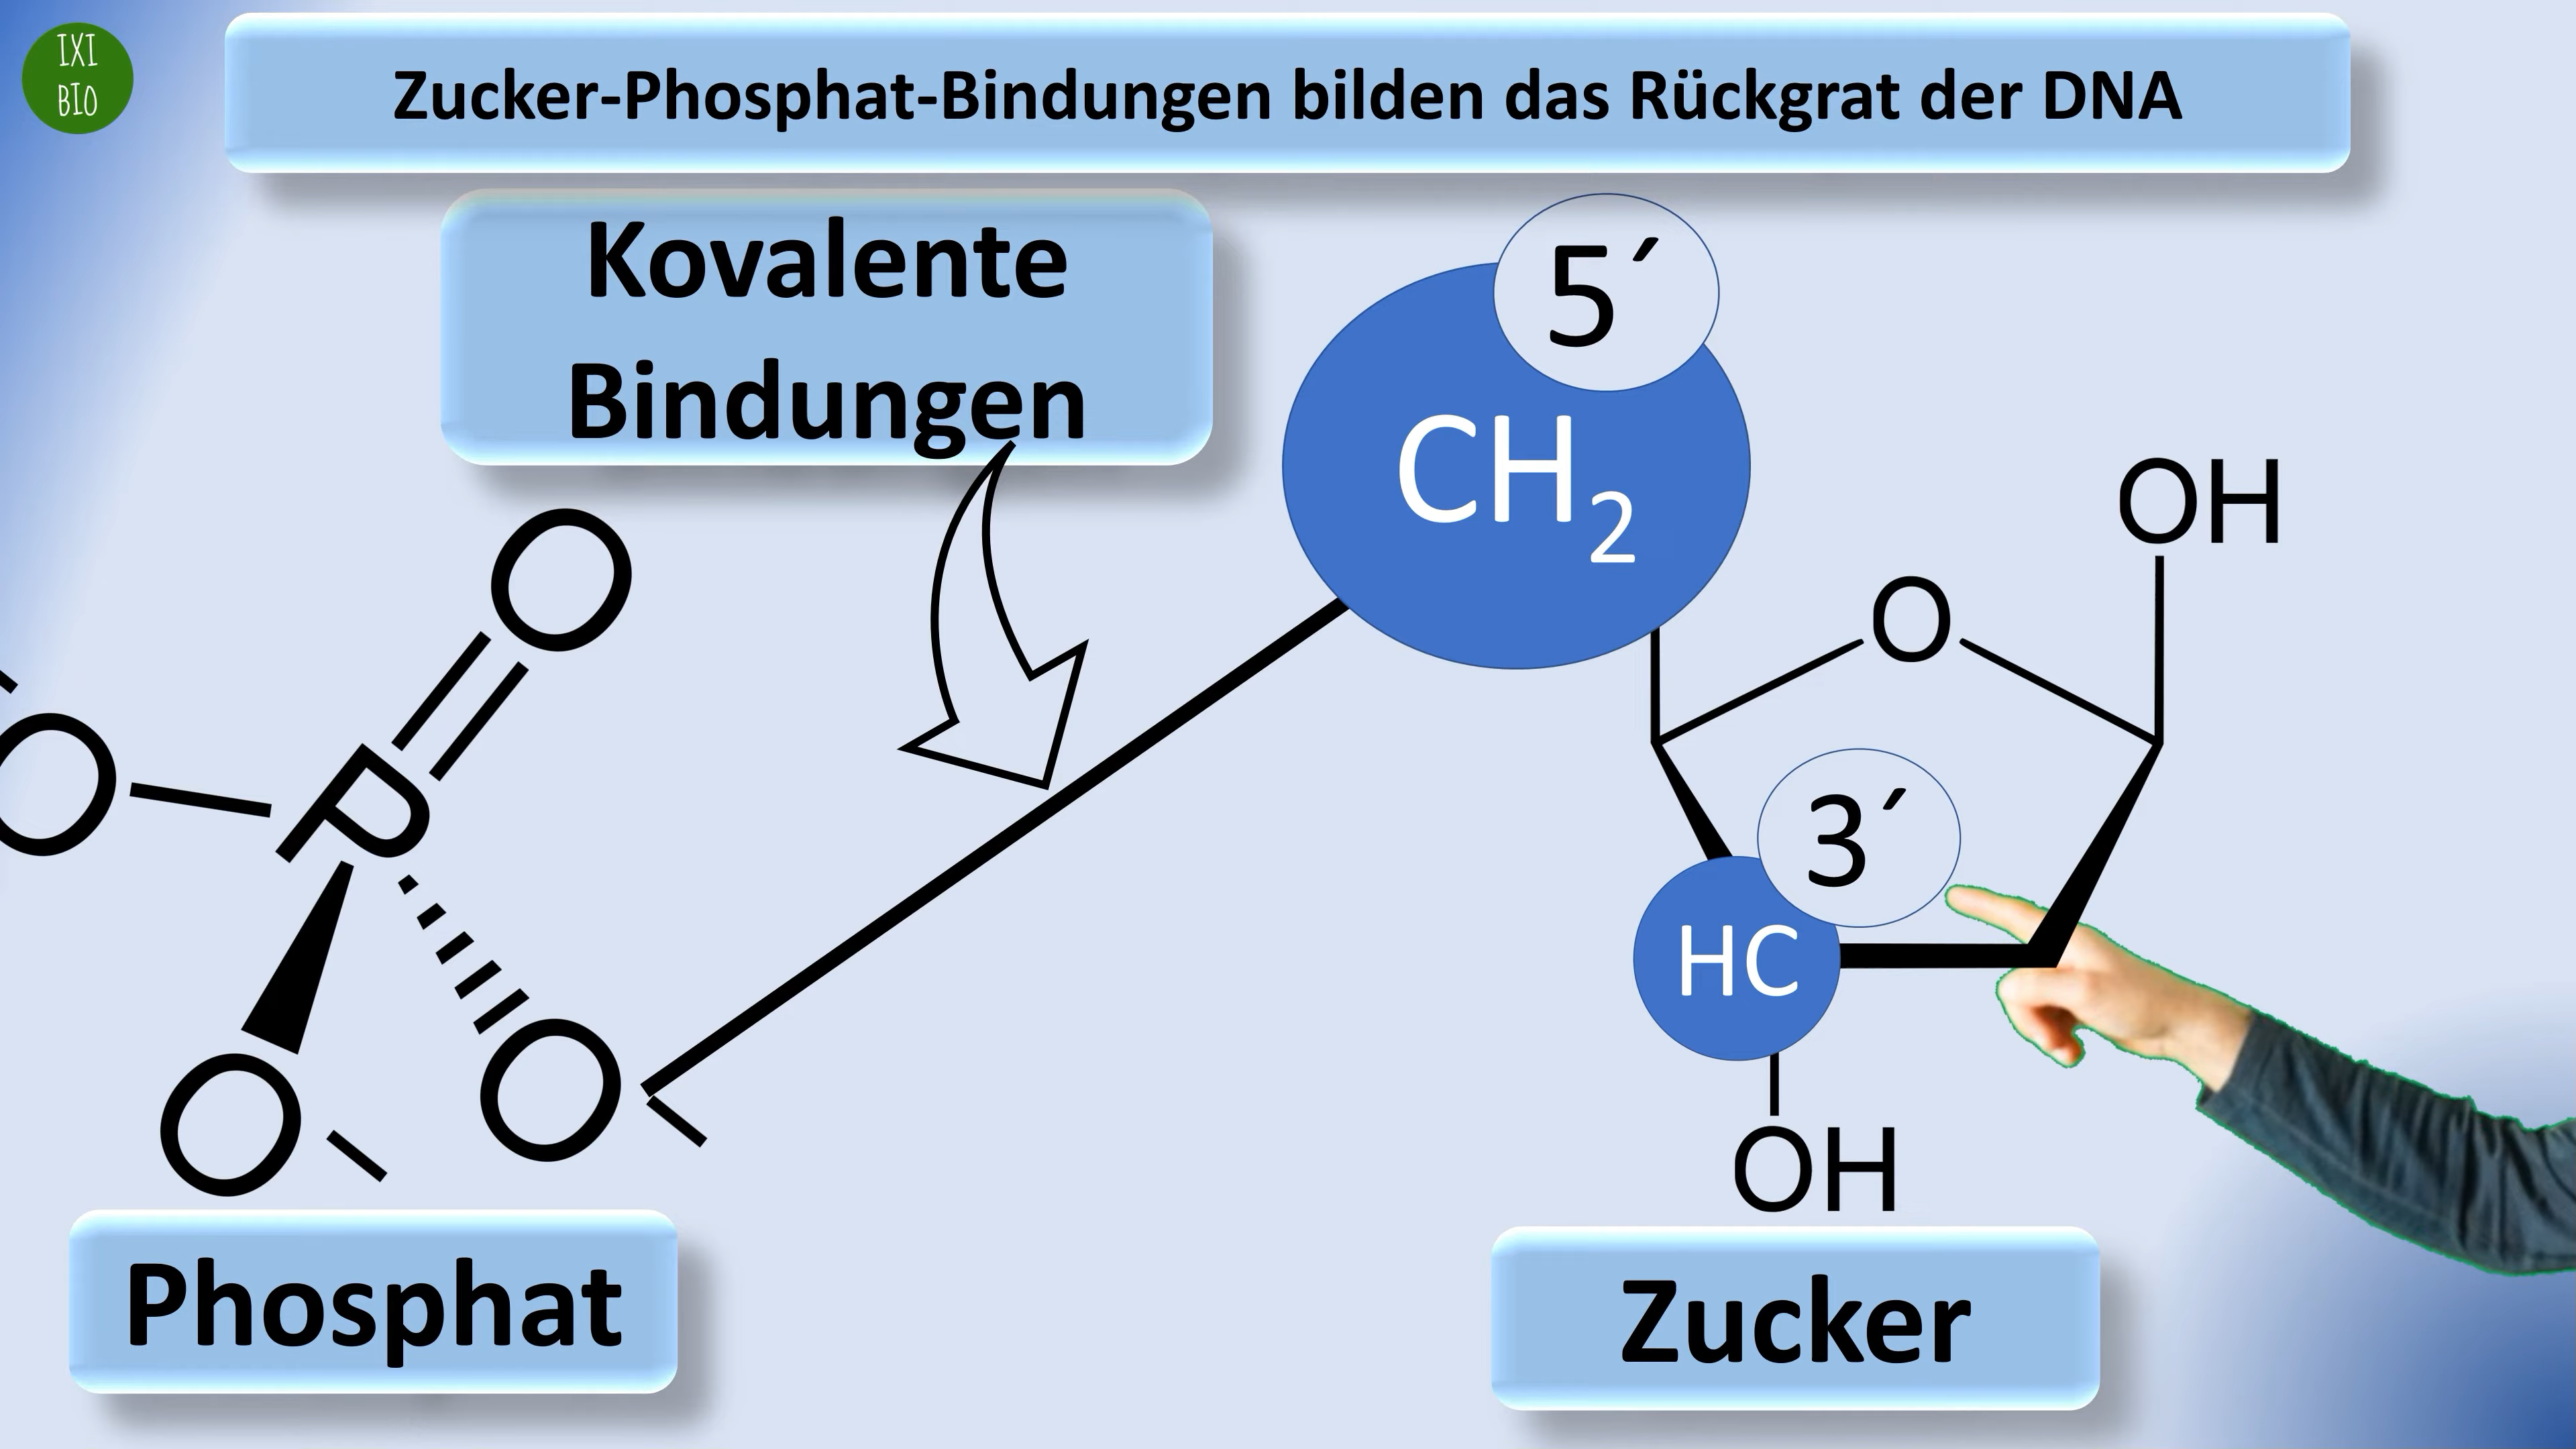 IXI
BIO
Zucker-Phosphat-Bindungen bilden das Rückgrat der DNA
Kovalente
Bindungen
5´
CH₂
OH
O
O
O
P
3´
HC
O
O
OH
Phosphat
Zucker